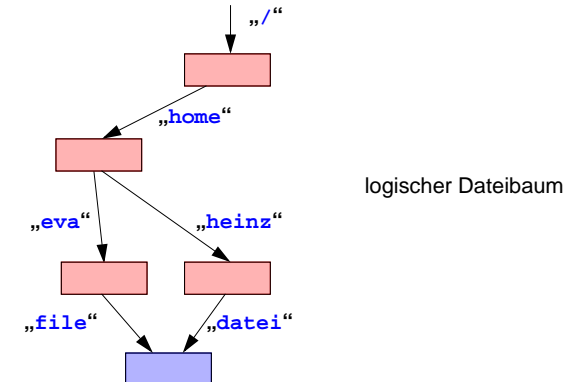 „/“
„home“
logischer Dateibaum
„eva“ „heinz“
„file“ „datei“